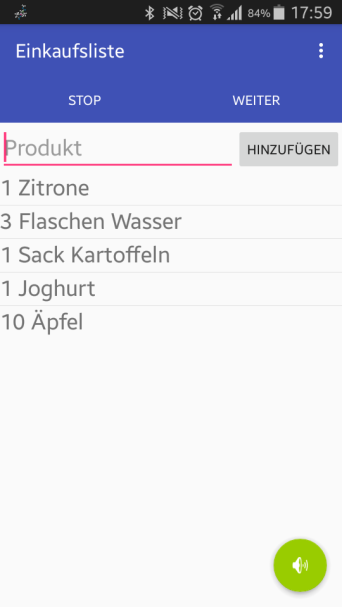 84% 17:59
Einkaufsliste
STOP WEITER
Produkt HINZUFÜGEN
1 Zitrone
3 Flaschen Wasser
1 Sack Kartoffeln
1 Joghurt
10 Äpfel